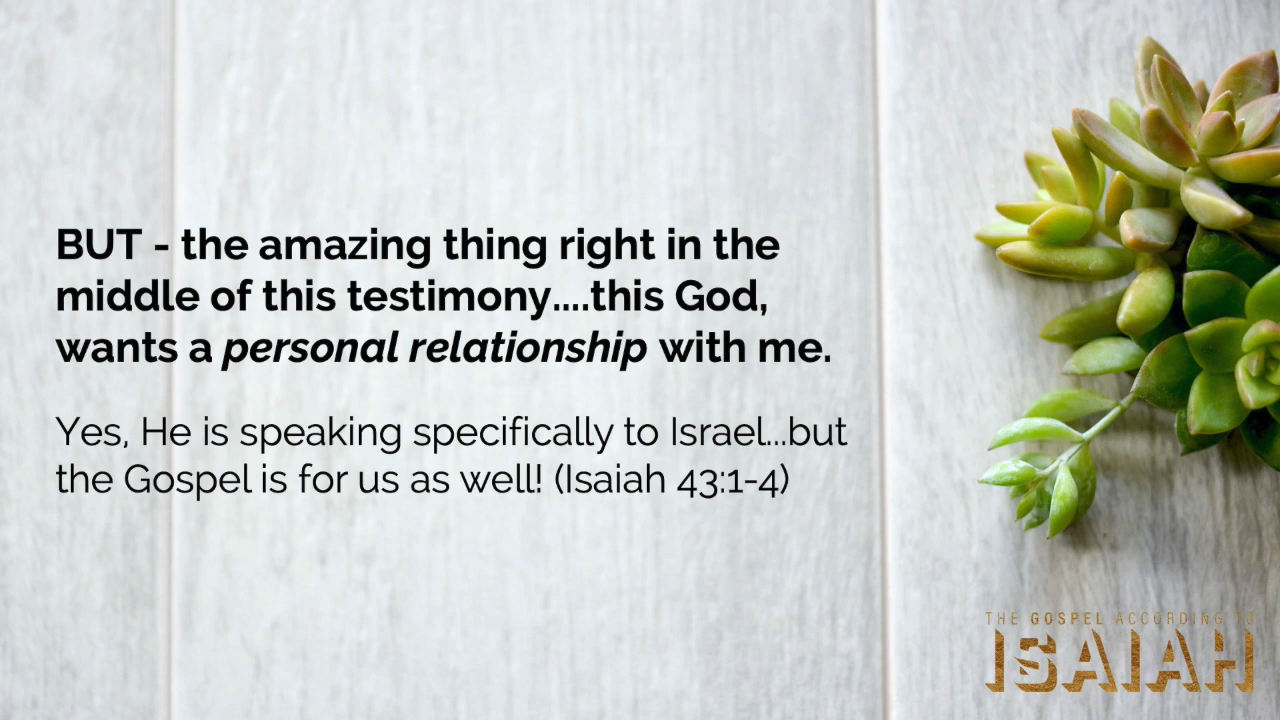 BUT - the amazing thing right in the
middle of this testimony....this God,
wants a personal relationship with me.
Yes, He is speaking specifically to Israel...but
the Gospel is for us as well! (Isaiah 43:1-4)
THE GOSPEL ACCORDING TO
ISAIAH